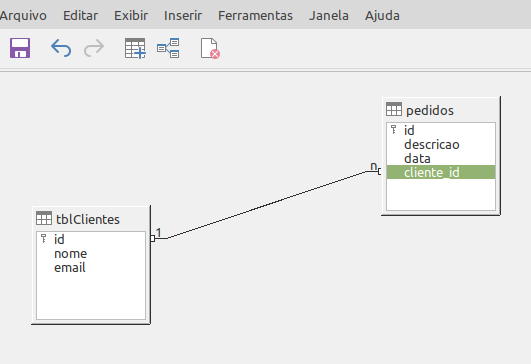 Arquivo Editar Exibir Inserir Ferramentas Janela Ajuda
pedidos
id
descricao
data
n
cliente_id
tblClientes
1
id
nome
email